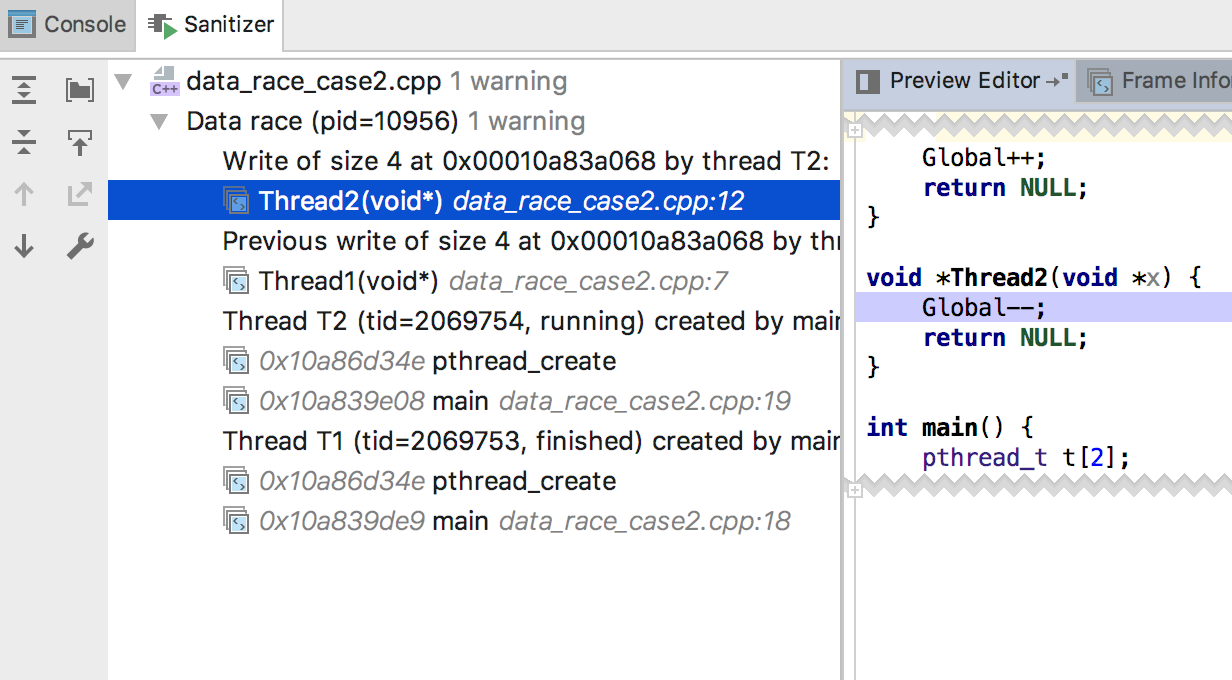 Console Sanitizer
C++ data_race_case2.cpp 1 warning
Data race (pid=10956) 1 warning
Write of size 4 at 0x00010a83a068 by thread T2:
Thread2(void*) data_race_case2.cpp:12
Previous write of size 4 at 0x00010a83a068 by
Thread1(void*) data_race_case2.cpp:7
Thread T2 (tid=2069754, running) created by main
0x10a86d34e pthread_create
0x10a839e08 main data_race_case2.cpp:19
Thread T1 (tid=2069753, finished) created by main
0x10a86d34e pthread_create
0x10a839de9 main data_race_case2.cpp:18
Preview Editor Frame Info
Global++;
return NULL;
}
void *Thread2(void *x) {
Global--;
return NULL;
}
int main() {
pthread_t t[2];